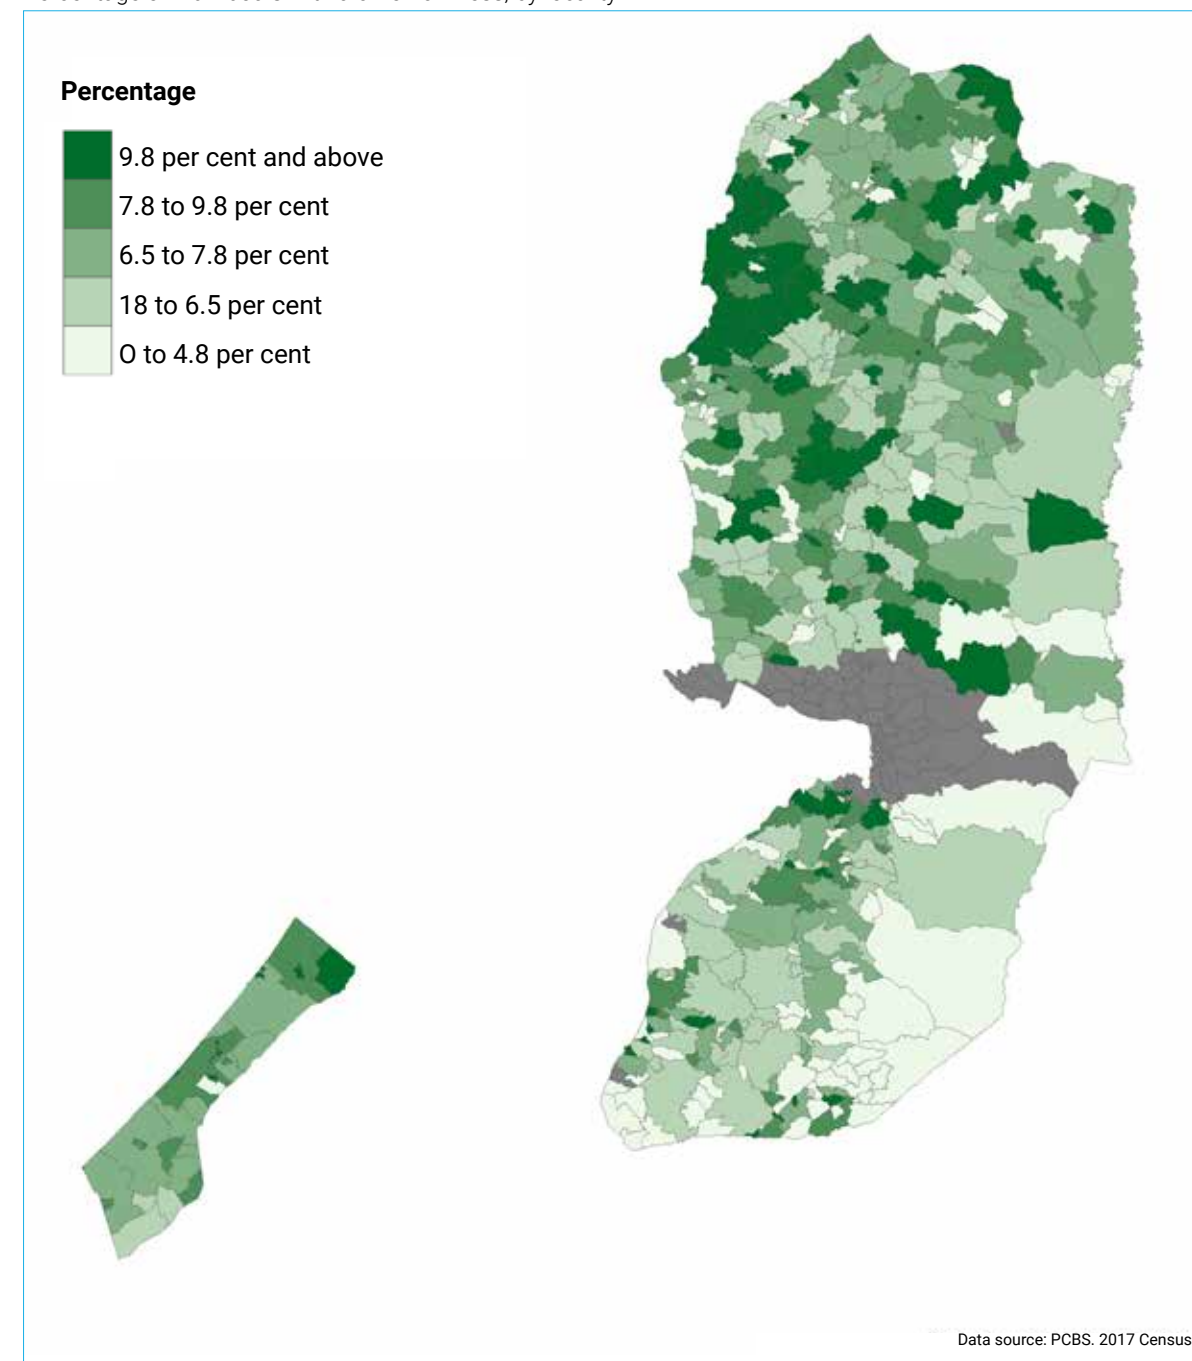 Percentage
9.8 per cent and above
7.8 to 9.8 per cent
6.5 to 7.8 per cent
18 to 6.5 per cent
O to 4.8 per cent
Data source: PCBS. 2017 Census